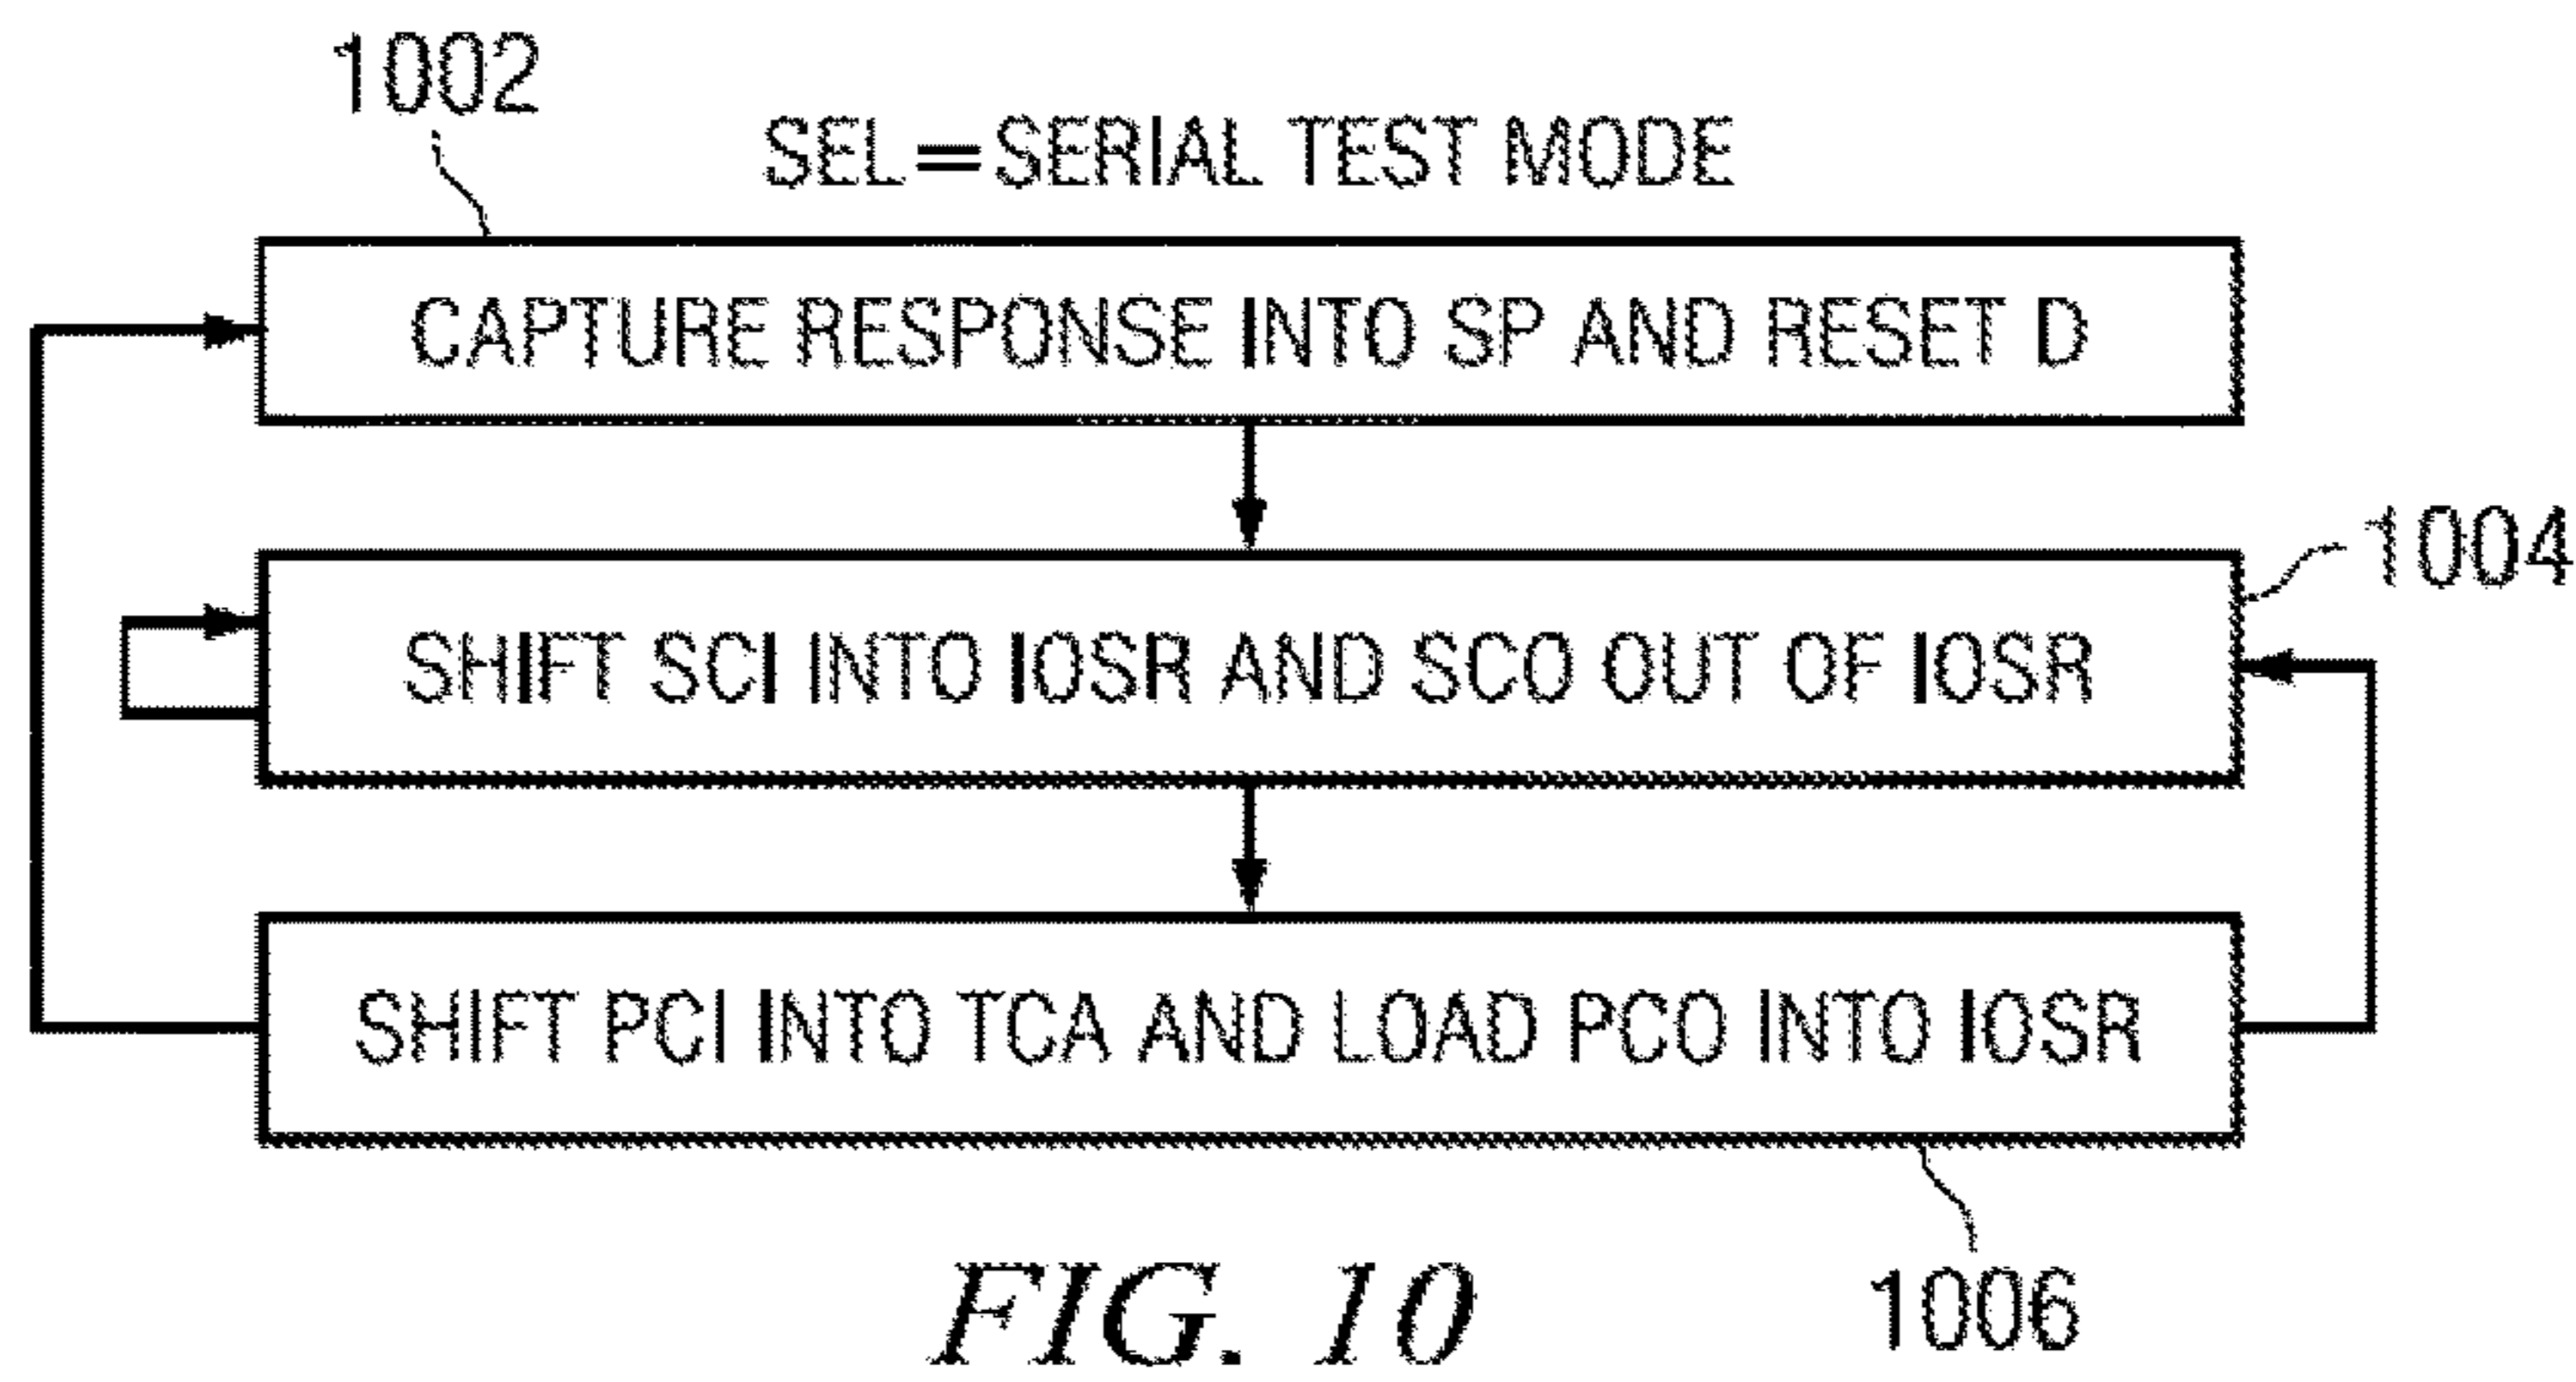 1002
SEL=SERIAL TEST MODE
CAPTURE RESPONSE INTO SP AND RESET D
1004
SHIFT SCI INTO IOSR AND SCO OUT OF IOSR
SHIFT PCI INTO TCA AND LOAD PCO INTO IOSR
1006
FIG. 10